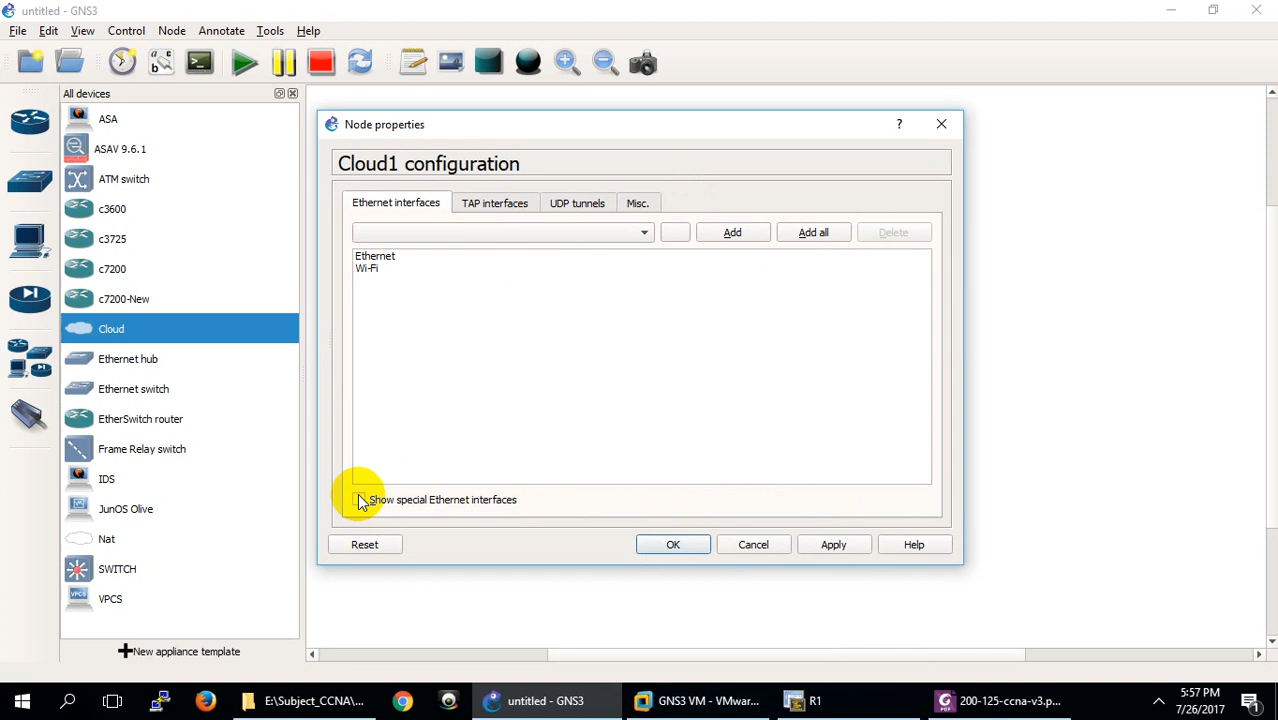 untitled - GNS3
File Edit View Control Node Tools Annotate Help
All devices
ASA
ASAV 9.6.1
ATM switch
c3600
c3725
c7200
c7200-New
Cloud
Ethernet hub
Ethernet switch
EtherSwitch router
Frame Relay switch
IDS
JunOS Olive
Nat
SWITCH
VPCS
New appliance template
Node properties
Cloud1 configuration
Ethernet interfaces TAP interfaces UDP tunnels Misc.
Add Add all Delete
Ethernet
Wi-Fi
Show special Ethernet interfaces
Reset OK Cancel Apply Help
E:\Subject_CCNA\... untitled - GNS3 GNS3 VM - VMwar... R1 200-125-ccna-v3.p...
5:57 PM
7/26/2017